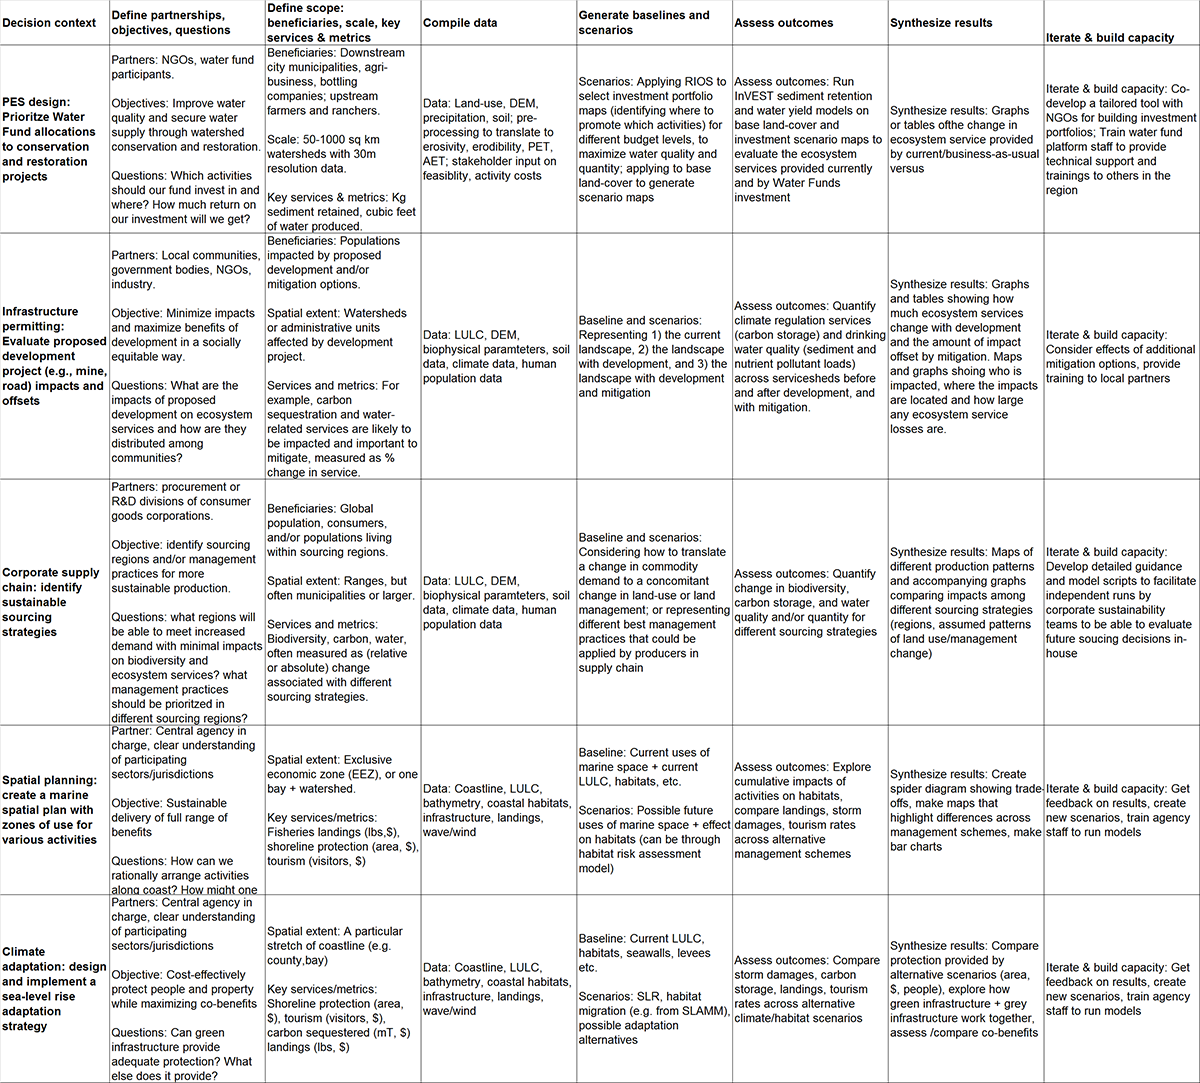 Decision context
Define partnerships,
objectives, questions
Define scope:
beneficiaries, scale, key
services & metrics
Compile data
Generate baselines and
scenarios
Assess outcomes
Synthesize results
Iterate & build capacity
PES design:
Prioritze Water
Fund allocations
to conservation
and restoration
projects
Partners: NGOs, water fund
participants.
Objectives: Improve water
quality and secure water
supply through watershed
conservation and restoration.
Questions: Which activities
should our fund invest in and
where? How much return on
our investment will we get?
Beneficiaries: Downstream
city municipalities, agri-
business, bottling
companies; upstream
farmers and ranchers.
Scale: 50-1000 sq km
watersheds with 30m
resolution data.
Key services & metrics: Kg
sediment retained, cubic feet
of water produced.
Data: Land-use, DEM,
precipitation, soil; pre-
processing to translate to
erosivity, erodibility, PET,
AET; stakeholder input on
feasiblity, activity costs
Scenarios: Applying RIOS to
select investment portfolio
maps (identifying where to
promote which activities) for
different budget levels, to
maximize water quality and
quantity; applying to base
land-cover to generate
scenario maps
Assess outcomes: Run
InVEST sediment retention
and water yield models on
base land-cover and
investment scenario maps to
evaluate the ecosystem
services provided currently
and by Water Funds
investment
Synthesize results: Graphs
or tables ofthe change in
ecosystem service provided
by current/business-as-usual
versus
Iterate & build capacity: Co-
develop a tailored tool with
NGOs for building investment
portfolios; Train water fund
platform staff to provide
technical support and
trainings to others in the
region
Infrastructure
permitting:
Evaluate proposed
development
project (e.g., mine,
road) impacts and
offsets
Partners: Local communities,
government bodies, NGOs,
industry.
Objective: Minimize impacts
and maximize benefits of
development in a socially
equitable way.
Questions: What are the
impacts of proposed
development on ecosystem
services and how are they
distributed among
communities?
Beneficiaries: Populations
impacted by proposed
development and/or
mitigation options.
Spatial extent: Watersheds
or administrative units
affected by development
project.
Services and metrics: For
example, carbon
sequestration and water-
related services are likely to
be impacted and important to
mitigate, measured as %
change in service.
Data: LULC, DEM,
biophysical paramteters, soil
data, climate data, human
population data
Baseline and scenarios:
Representing 1) the current
landscape, 2) the landscape
with development, and 3) the
landscape with development
and mitigation
Assess outcomes: Quantify
climate regulation services
(carbon storage) and drinking
water quality (sediment and
nutrient pollutant loads)
across servicesheds before
and after development, and
with mitigation.
Synthesize results: Graphs
and tables showing how
much ecosystem services
change with development
and the amount of impact
offset by mitigation. Maps
and graphs shoing who is
impacted, where the impacts
are located and how large
any ecosystem service
losses are.
Iterate & build capacity:
Consider effects of additional
mitigation options, provide
training to local partners
Corporate supply
chain: identify
sustainable
sourcing
strategies
Partners: procurement or
R&D divisions of consumer
goods corporations.
Objective: identify sourcing
regions and/or management
practices for more
sustainable production.
Questions: what regions will
be able to meet increased
demand with minimal impacts
on biodiversity and
ecosystem services? what
management practices
should be prioritzed in
different sourcing regions?
Beneficiaries: Global
population, consumers,
and/or populations living
within sourcing regions.
Spatial extent: Ranges, but
often municipalities or larger.
Services and metrics:
Biodiversity, carbon, water,
often measured as (relative
or absolute) change
associated with different
sourcing strategies.
Data: LULC, DEM,
biophysical paramteters, soil
data, climate data, human
population data
Baseline and scenarios:
Considering how to translate
a change in commodity
demand to a concomitant
change in land-use or land
management; or representing
different best management
practices that could be
applied by producers in
supply chain
Assess outcomes: Quantify
change in biodiversity,
carbon storage, and water
quality and/or quantity for
different sourcing strategies
Synthesize results: Maps of
different production patterns
and accompanying graphs
comparing impacts among
different sourcing strategies
(regions, assumed patterns
of land use/management
change)
Iterate & build capacity:
Develop detailed guidance
and model scripts to facilitate
independent runs by
corporate sustainability
teams to be able to evaluate
future soucing decisions in-
house
Spatial planning:
create a marine
spatial plan with
zones of use for
various activities
Partner: Central agency in
charge, clear understanding
of participating
sectors/jurisdictions
Objective: Sustainable
delivery of full range of
benefits
Questions: How can we
rationally arrange activities
along coast? How might one
Spatial extent: Exclusive
economic zone (EEZ), or one
bay + watershed.
Key services/metrics:
Fisheries landings (lbs,$),
shoreline protection (area, $),
tourism (visitors, $)
Data: Coastline, LULC,
bathymetry, coastal habitats,
infrastructure, landings,
wave/wind
Baseline: Current uses of
marine space + current
LULC, habitats, etc.
Scenarios: Possible future
uses of marine space + effect
on habitats (can be through
habitat risk assessment
model)
Assess outcomes: Explore
cumulative impacts of
activities on habitats,
compare landings, storm
damages, tourism rates
across alternative
management schemes
Synthesize results: Create
spider diagram showing trade-
offs, make maps that
highlight differences across
management schemes, make
bar charts
Iterate & build capacity: Get
feedback on results, create
new scenarios, train agency
staff to run models
Climate
adaptation: design
and implement a
sea-level rise
adaptation
strategy
Partners: Central agency in
charge, clear understanding
of participating
sectors/jurisdictions
Objective: Cost-effectively
protect people and property
while maximizing co-benefits
Questions: Can green
infrastructure provide
adequate protection? What
else does it provide?
Spatial extent: A particular
stretch of coastline (e.g.
county,bay)
Key services/metrics:
Shoreline protection (area,
$), tourism (visitors, $),
carbon sequestered (mT, $)
landings (lbs, $)
Data: Coastline, LULC,
bathymetry, coastal habitats,
infrastructure, landings,
wave/wind
Baseline: Current LULC,
habitats, seawalls, levees
etc.
Scenarios: SLR, habitat
migration (e.g. from SLAMM),
possible adaptation
alternatives
Assess outcomes: Compare
storm damages, carbon
storage, landings, tourism
rates across alternative
climate/habitat scenarios
Synthesize results: Compare
protection provided by
alternative scenarios (area,
$, people), explore how
green infrastructure + grey
infrastructure work together,
assess /compare co-benefits
Iterate & build capacity: Get
feedback on results, create
new scenarios, train agency
staff to run models